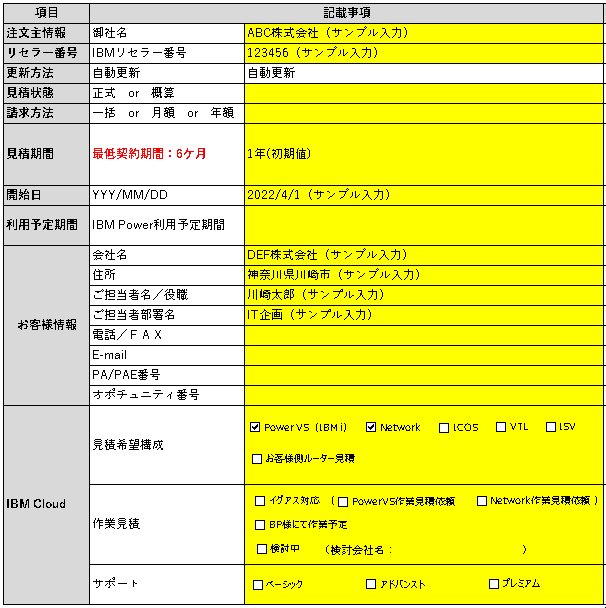 項目 記載事項
注文主情報 御社名 ABC株式会社（サンプル入力）
リセラー番号 IBMリセラー番号 123456（サンプル入力）
更新方法 自動更新 自動更新
見積状態 正式　or　概算
請求方法 一括　or　月額　or　年額
見積期間 最低契約期間：6ケ月 1年(初期値)
開始日 YYY/MM/DD 2022/4/1（サンプル入力）
利用予定期間 IBM Power利用予定期間
お客様情報
会社名 DEF株式会社（サンプル入力）
住所 神奈川県川崎市（サンプル入力）
ご担当者名／役職 川崎太郎（サンプル入力）
ご担当者部署名 IT企画（サンプル入力）
電話／ＦＡＸ
E-mail
PA/PAE番号
オポチュニティ番号
IBM Cloud
見積希望構成
Power VS（IBM i） Network ICOS VTL ISV
お客様側ルーター見積
作業見積
イグアス対応　( PowerVS作業見積依頼 Network作業見積依頼 )
BP様にて作業予定
検討中　（検討会社名：　）
サポート ベーシック アドバンスト プレミアム